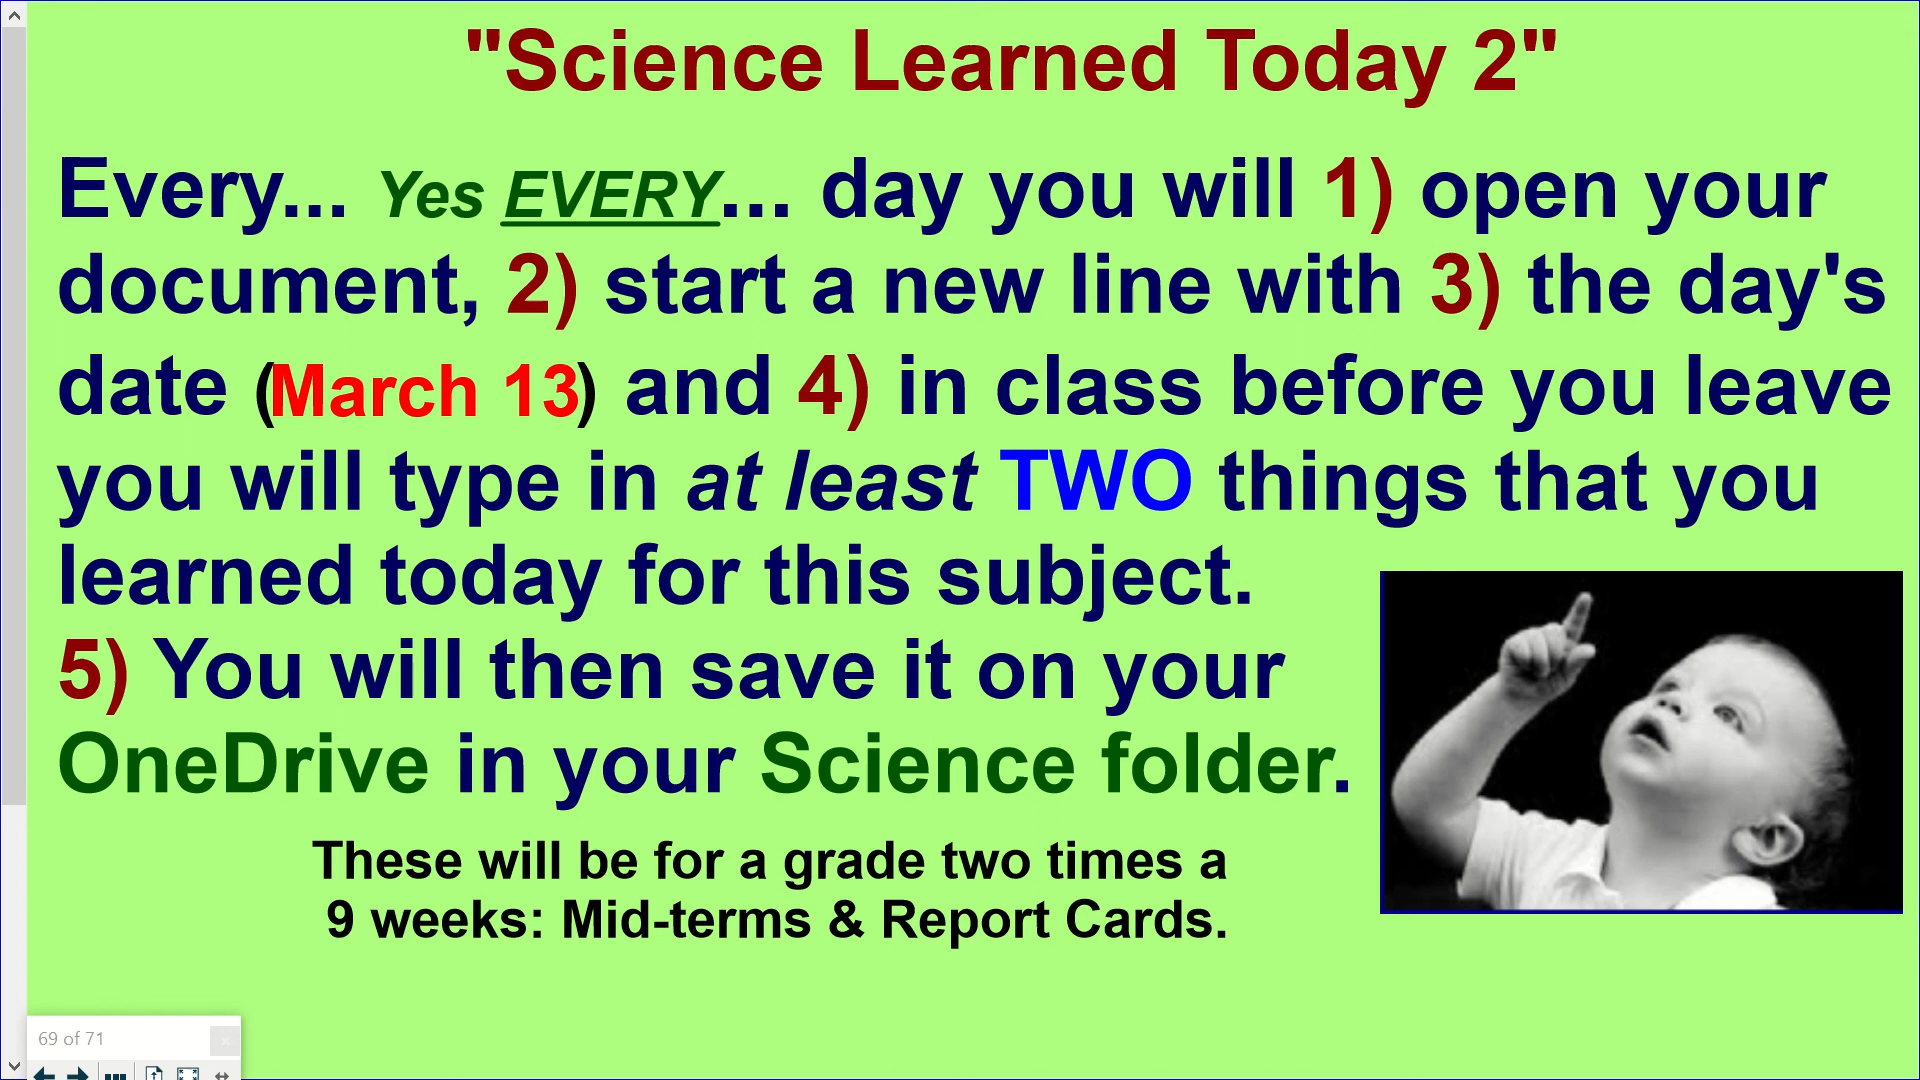 "Science Learned Today 2"
Every... Yes EVERY... day you will 1) open your
document, 2) start a new line with 3) the day's
date (March 13) and 4) in class before you leave
you will type in at least TWO things that you
learned today for this subject.
5) You will then save it on your
OneDrive in your Science folder.
These will be for a grade two times a
9 weeks: Mid-terms & Report Cards.
69 of 71